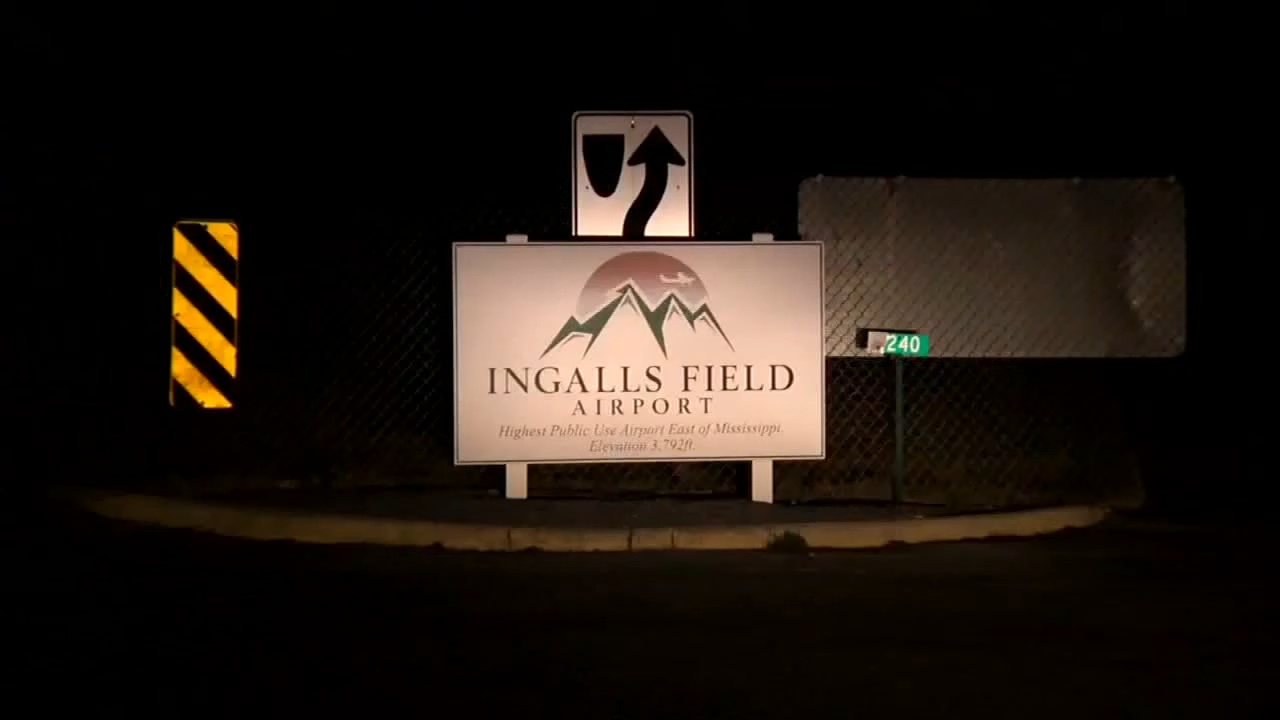 INGALLS FIELD
AIRPORT
Highest Public Use Airport East of Mississippi.
Elevation 3,792ft.
240